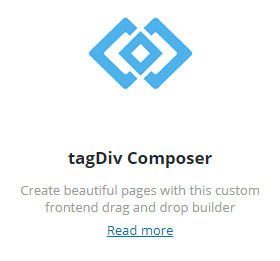 tagDiv Composer
Create beautiful pages with this custom
frontend drag and drop builder
Read more